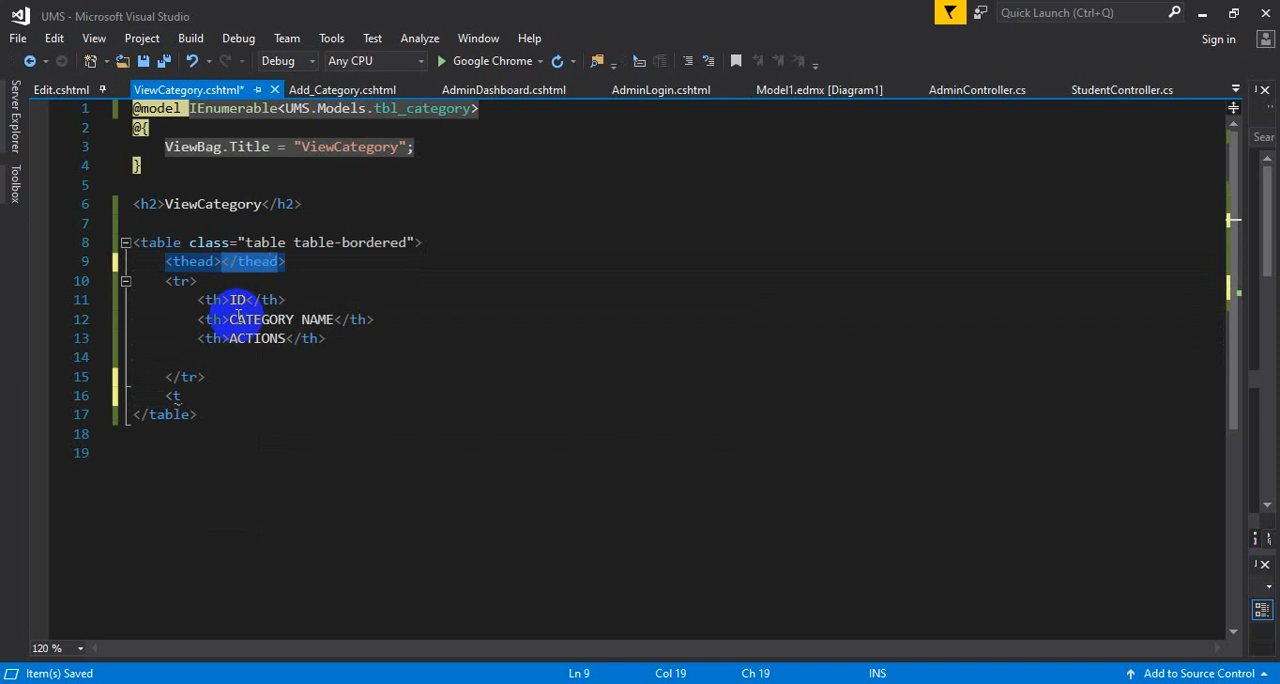 UMS - Microsoft Visual Studio
Quick Launch (Ctrl+Q)
File Edit View Project Build Debug Team Tools Test Analyze Window Help
Sign in
Debug Any CPU Google Chrome
Edit.cshtml ViewCategory.cshtml* Add_Category.cshtml AdminDashboard.cshtml AdminLogin.cshtml Model1.edmx [Diagram1] AdminController.cs StudentController.cs
Server Explorer
Toolbox
Sear
1 @model IEnumerable<UMS.Models.tbl_category>
2 @{
3 ViewBag.Title = "ViewCategory";
4 }
5
6 <h2>ViewCategory</h2>
7
8 <table class="table table-bordered">
9 <thead></thead>
10 <tr>
11 <th>ID</th>
12 <th>CATEGORY NAME</th>
13 <th>ACTIONS</th>
14
15 </tr>
16 <t
17 </table>
18
19
120 %
Item(s) Saved Ln 9 Col 19 Ch 19 INS Add to Source Control